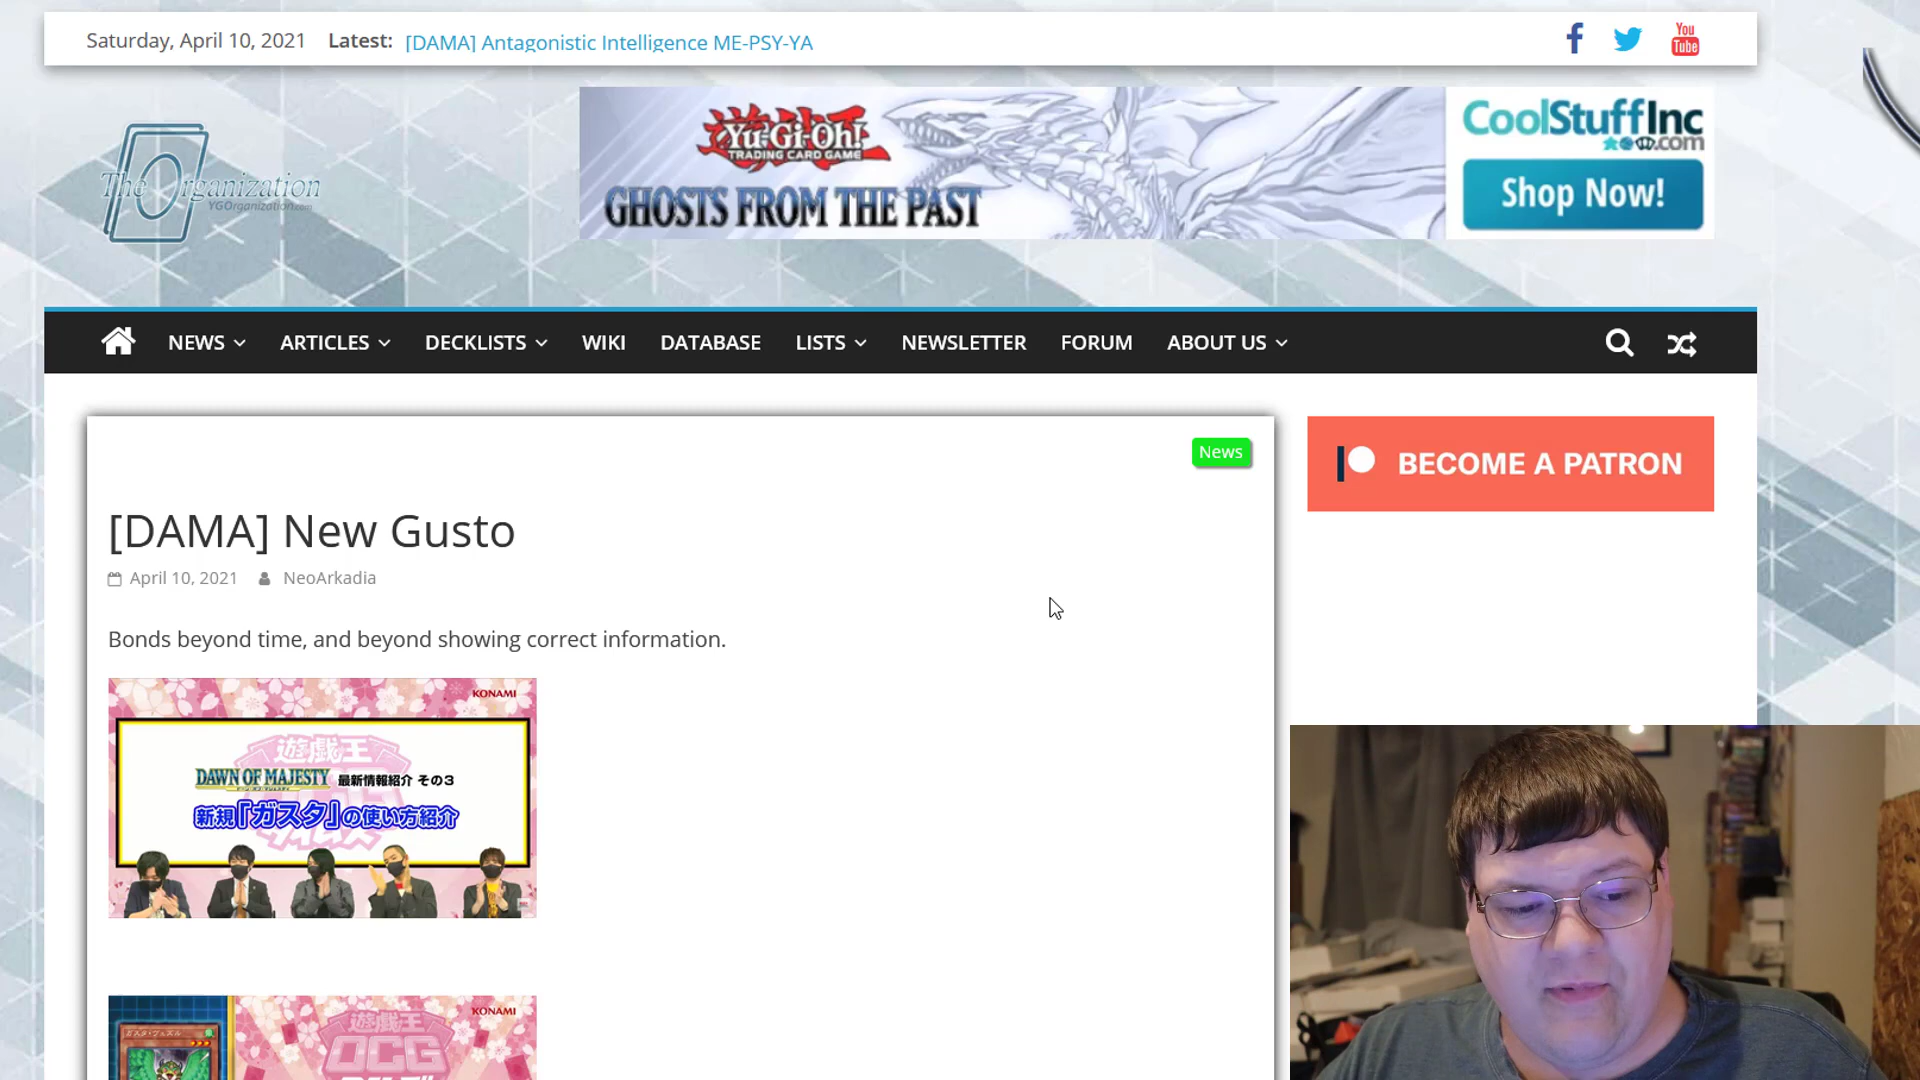 Saturday, April 10, 2021 Latest: [DAMA] Antagonistic Intelligence ME-PSY-YA
You
Tube
The Organization
YGOrganization.com
Yu-Gi-Oh!
TRADING CARD GAME
GHOSTS FROM THE PAST
CoolStuffInc
.com
Shop Now!
NEWS ARTICLES DECKLISTS WIKI DATABASE LISTS NEWSLETTER FORUM ABOUT US
News
BECOME A PATRON
[DAMA] New Gusto
April 10, 2021 NeoArkadia
Bonds beyond time, and beyond showing correct information.
KONAMI
遊戯王
DAWN OF MAJESTY 最新情報紹介 その3
新規「ガスタ」の使い方紹介
KONAMI
遊戯王
OCG